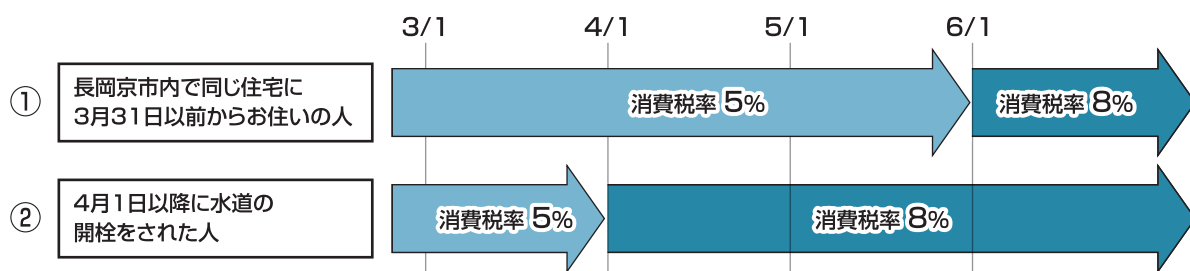 3/1 4/1 5/1 6/1
① 長岡京市内で同じ住宅に
3月31日以前からお住いの人
消費税率 5% 消費税率 8%
② 4月1日以降に水道の
開栓をされた人
消費税率 5% 消費税率 8%